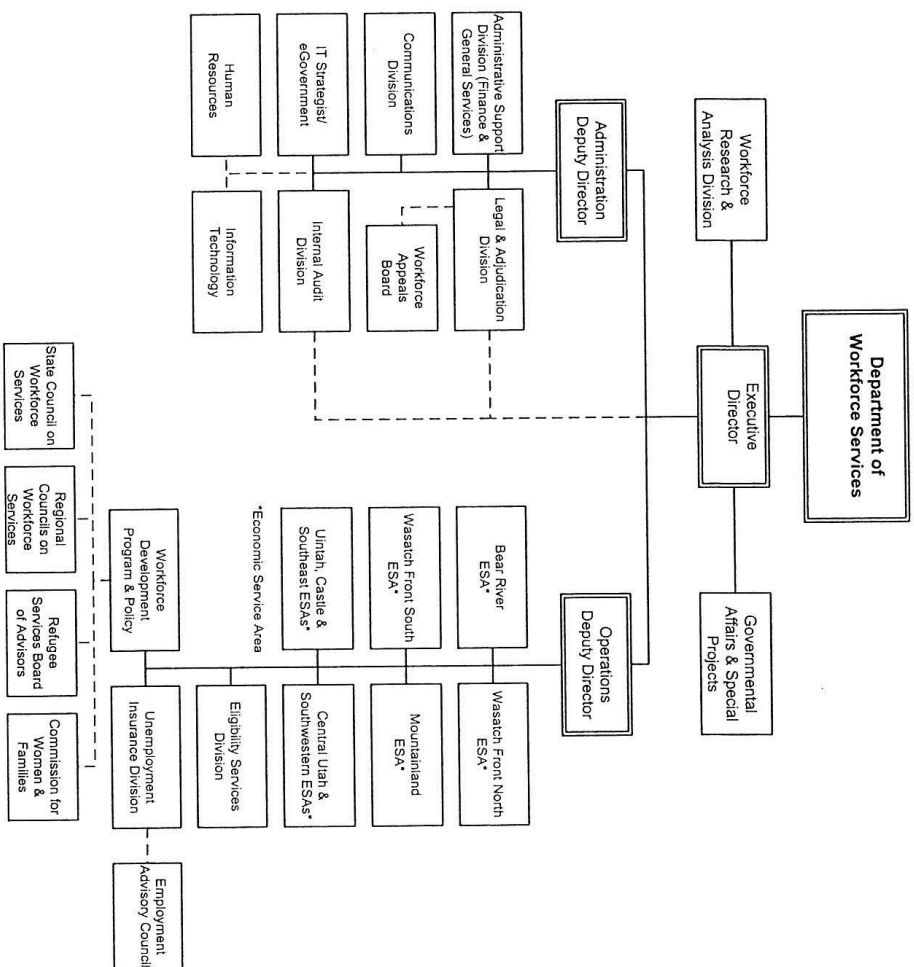 Department of
Workforce Services
Workforce
Research &
Analysis Division
Executive
Director
Governmental
Affairs & Special
Projects
Administration
Deputy Director
Operations
Deputy Director
Administrative Support
Division (Finance &
General Services)
Legal & Adjudication
Division
Communications
Division
Workforce
Appeals
Board
IT Strategist/
eGovernment
Internal Audit
Division
Human
Resources
Information
Technology
Bear River
ESA*
Wasatch Front North
ESA*
Wasatch Front South
ESA*
Mountainland
ESA*
Uintah, Castle &
Southeast ESAs*
Central Utah &
Southwestern ESAs*
*Economic Service Area
Eligibility Services
Division
Workforce
Development
Program & Policy
Unemployment
Insurance Division
Employment
Advisory Council
State Council on
Workforce
Services
Regional
Councils on
Workforce
Services
Refugee
Services Board
of Advisors
Commission for
Women &
Families